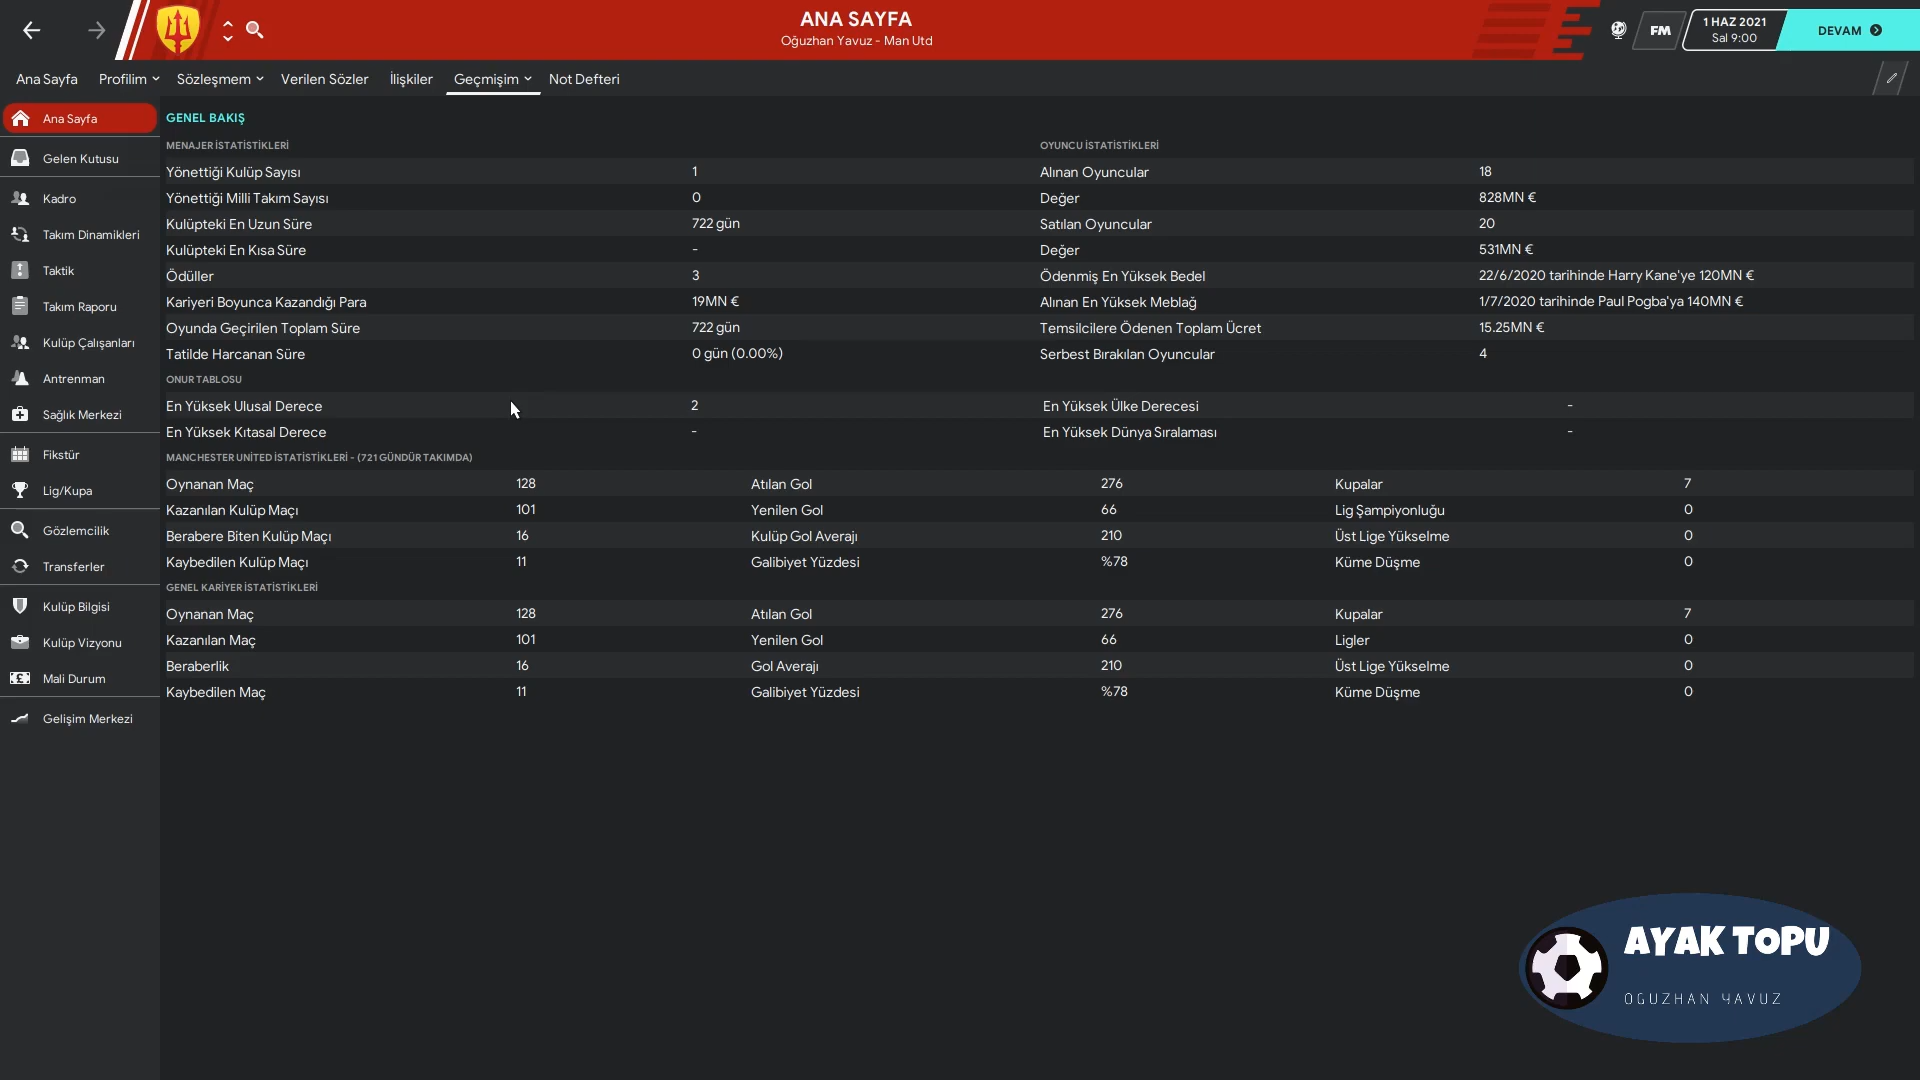 ANA SAYFA
Oğuzhan Yavuz - Man Utd
FM
1 HAZ 2021
Sal 9:00
DEVAM
Ana Sayfa Profilim Sözleşmem Verilen Sözler İlişkiler Geçmişim Not Defteri
Ana Sayfa
Gelen Kutusu
Kadro
Takım Dinamikleri
Taktik
Takım Raporu
Kulüp Çalışanları
Antrenman
Sağlık Merkezi
Fikstür
Lig/Kupa
Gözlemcilik
Transferler
Kulüp Bilgisi
Kulüp Vizyonu
Mali Durum
Gelişim Merkezi
GENEL BAKIŞ
MENAJER İSTATİSTİKLERİ OYUNCU İSTATİSTİKLERİ
Yönettiği Kulüp Sayısı 1 Alınan Oyuncular 18
Yönettiği Milli Takım Sayısı 0 Değer 828MN €
Kulüpteki En Uzun Süre 722 gün Satılan Oyuncular 20
Kulüpteki En Kısa Süre - Değer 531MN €
Ödüller 3 Ödenmiş En Yüksek Bedel 22/6/2020 tarihinde Harry Kane'ye 120MN €
Kariyeri Boyunca Kazandığı Para 19MN € Alınan En Yüksek Meblağ 1/7/2020 tarihinde Paul Pogba'ya 140MN €
Oyunda Geçirilen Toplam Süre 722 gün Temsilcilere Ödenen Toplam Ücret 15.25MN €
Tatilde Harcanan Süre 0 gün (0.00%) Serbest Bırakılan Oyuncular 4
ONUR TABLOSU
En Yüksek Ulusal Derece 2 En Yüksek Ülke Derecesi -
En Yüksek Kıtasal Derece - En Yüksek Dünya Sıralaması -
MANCHESTER UNITED İSTATİSTİKLERİ - (721 GÜNDÜR TAKIMDA)
Oynanan Maç 128 Atılan Gol 276 Kupalar 7
Kazanılan Kulüp Maçı 101 Yenilen Gol 66 Lig Şampiyonluğu 0
Berabere Biten Kulüp Maçı 16 Kulüp Gol Averajı 210 Üst Lige Yükselme 0
Kaybedilen Kulüp Maçı 11 Galibiyet Yüzdesi %78 Küme Düşme 0
GENEL KARİYER İSTATİSTİKLERİ
Oynanan Maç 128 Atılan Gol 276 Kupalar 7
Kazanılan Maç 101 Yenilen Gol 66 Ligler 0
Beraberlik 16 Gol Averajı 210 Üst Lige Yükselme 0
Kaybedilen Maç 11 Galibiyet Yüzdesi %78 Küme Düşme 0
AYAK TOPU
OGUZHAN YAVUZ